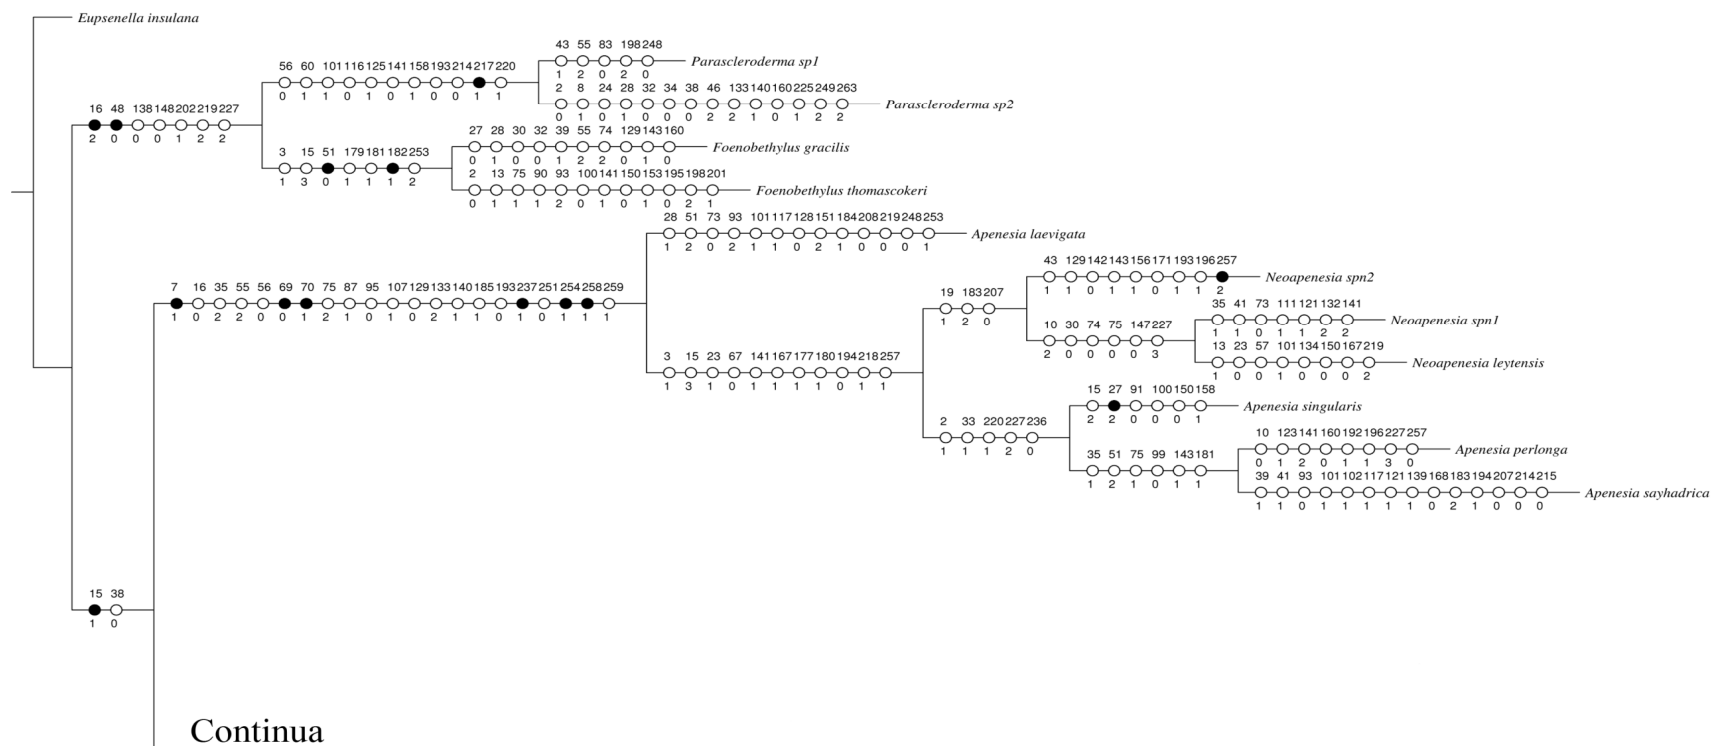 Eupsenella insulana
43 55 83 198 248
Parascleroderma sp1
1 2 0 2 0
56 60 101 116 125 141 158 193 214 217 220
0 1 1 0 1 0 1 0 0 1 1
2 8 24 28 32 34 38 46 133 140 160 225 249 263
Parascleroderma sp2
0 1 0 1 0 0 0 2 2 1 0 1 2 2
16 48 138 148 202 219 227
2 0 0 0 1 2 2
27 28 30 32 39 55 74 129 143 160
Foenobethylus gracilis
0 1 0 0 1 2 2 0 1 0
3 15 51 179 181 182 253
1 3 0 1 1 1 2
2 13 75 90 93 100 141 150 153 195 198 201
Foenobethylus thomascokeri
0 1 1 1 2 0 1 0 1 0 2 1
28 51 73 93 101 117 128 151 184 208 219 248 253
Apenesia laevigata
1 2 0 2 1 1 0 2 1 0 0 0 1
43 129 142 143 156 171 193 196 257
Neoapenesia spn2
1 1 0 1 1 0 1 1 2
7 16 35 55 56 69 70 75 87 95 107 129 133 140 185 193 237 251 254 258 259
1 0 2 2 0 0 1 2 1 0 1 0 2 1 1 0 1 0 1 1 1
19 183 207
1 2 0
35 41 73 111 121 132 141
Neoapenesia spn1
1 1 0 1 1 2 2
10 30 74 75 147 227
2 0 0 0 0 3
13 23 57 101 134 150 167 219
Neoapenesia leytensis
1 0 0 1 0 0 0 2
3 15 23 67 141 167 177 180 194 218 257
1 3 1 0 1 1 1 1 0 1 1
15 27 91 100 150 158
Apenesia singularis
2 2 0 0 0 1
2 33 220 227 236
1 1 1 2 0
10 123 141 160 192 196 227 257
Apenesia perlonga
0 1 2 0 1 1 3 0
35 51 75 99 143 181
1 2 1 0 1 1
39 41 93 101 102 117 121 139 168 183 194 207 214 215
Apenesia sayhadrica
1 1 0 1 1 1 1 1 0 2 1 0 0 0
15 38
1 0
Continua